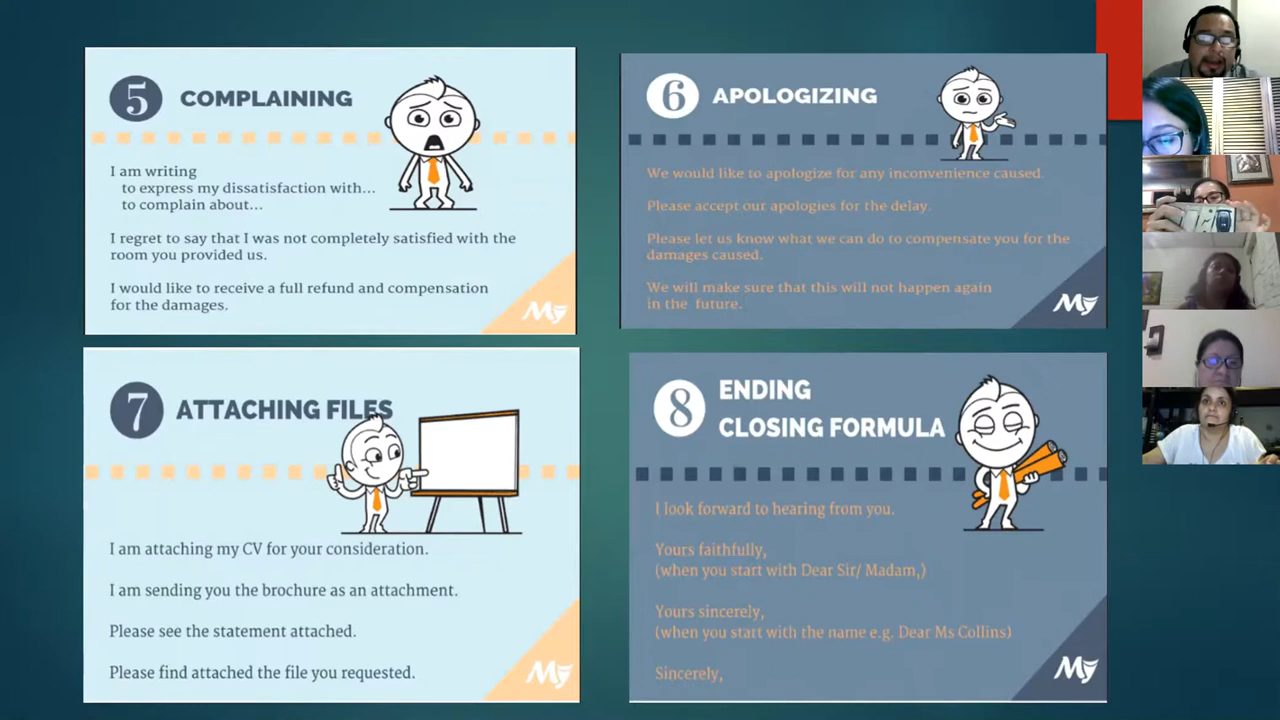 5 COMPLAINING
I am writing
to express my dissatisfaction with...
to complain about...
I regret to say that I was not completely satisfied with the
room you provided us.
I would like to receive a full refund and compensation
for the damages.
My
6 APOLOGIZING
We would like to apologize for any inconvenience caused.
Please accept our apologies for the delay.
Please let us know what we can do to compensate you for the
damages caused.
We will make sure that this will not happen again
in the future.
My
7 ATTACHING FILES
I am attaching my CV for your consideration.
I am sending you the brochure as an attachment.
Please see the statement attached.
Please find attached the file you requested.
My
8 ENDING
CLOSING FORMULA
I look forward to hearing from you.
Yours faithfully,
(when you start with Dear Sir/ Madam,)
Yours sincerely,
(when you start with the name e.g. Dear Ms Collins)
Sincerely,
My